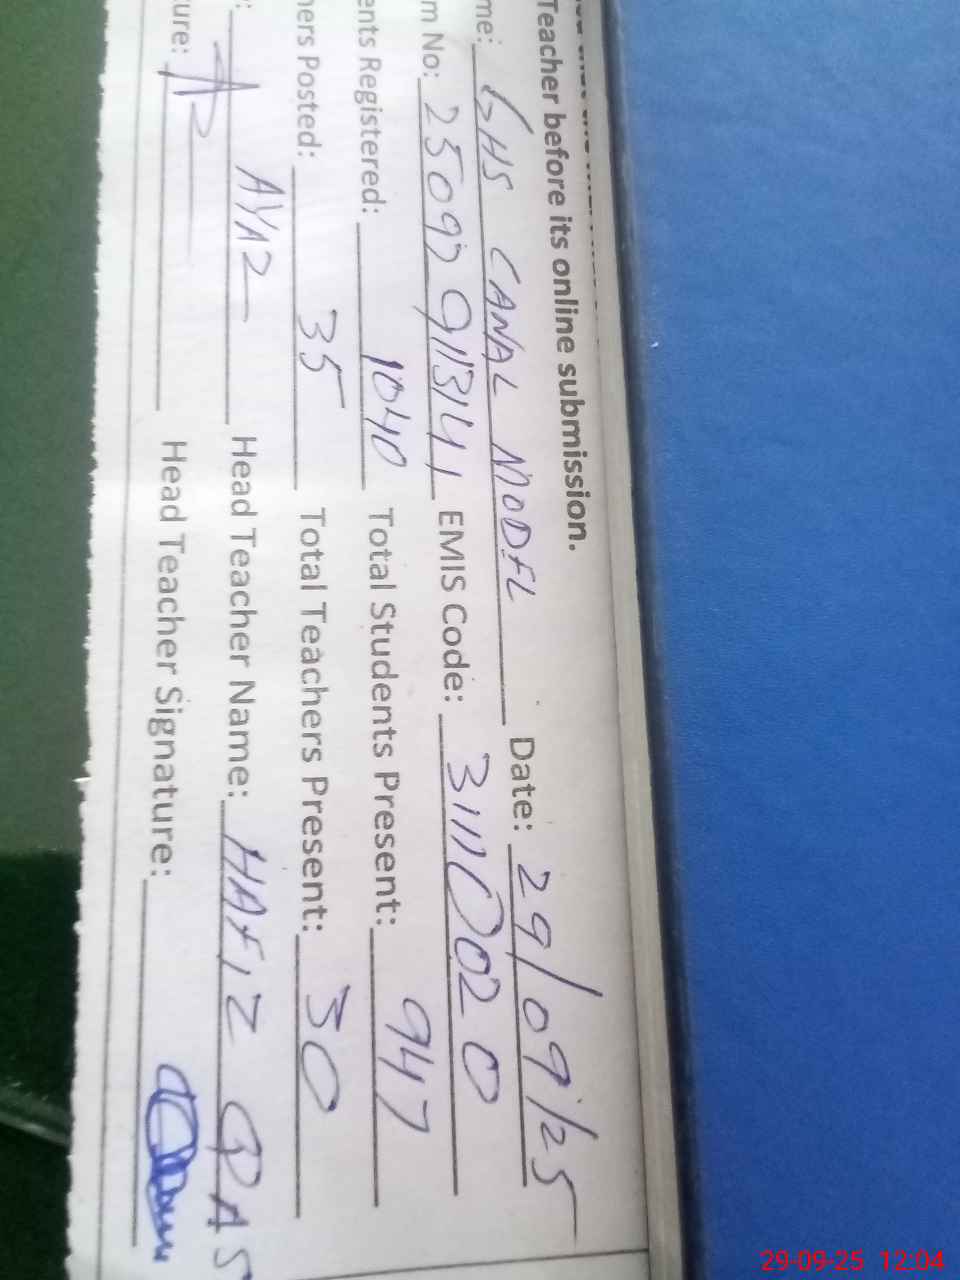 Teacher before its online submission.
me: GHS CANAL MODEL Date: 29/09/25
m No: EMIS Code: 31110020
ents Registered: 1040 Total Students Present: 947
hers Posted: 35 Total Teachers Present: 30
: AYAZ Head Teacher Name: HAFIZ
ure: Head Teacher Signature:
29-09-25 12:04